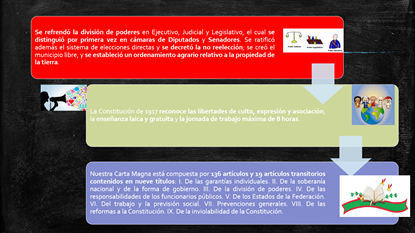 Se refrendó la división de poderes en Ejecutivo, Judicial y Legislativo, el cual se
distinguió por primera vez en cámaras de Diputados y Senadores. Se ratificó
además el sistema de elecciones directas y se decretó la no reelección; se creó el
municipio libre, y se estableció un ordenamiento agrario relativo a la propiedad de
la tierra.
La Constitución de 1917 reconoce las libertades de culto, expresión y asociación,
la enseñanza laica y gratuita y la jornada de trabajo máxima de 8 horas.
Nuestra Carta Magna está compuesta por 136 artículos y 19 artículos transitorios
contenidos en nueve títulos: I. De las garantías individuales. II. De la soberanía
nacional y de la forma de gobierno. III. De la división de poderes. IV. De las
responsabilidades de los funcionarios públicos. V. De los Estados de la Federación.
VI. Del trabajo y la previsión social. VII. Prevenciones generales. VIII. De las
reformas a la Constitución. IX. De la inviolabilidad de la Constitución.